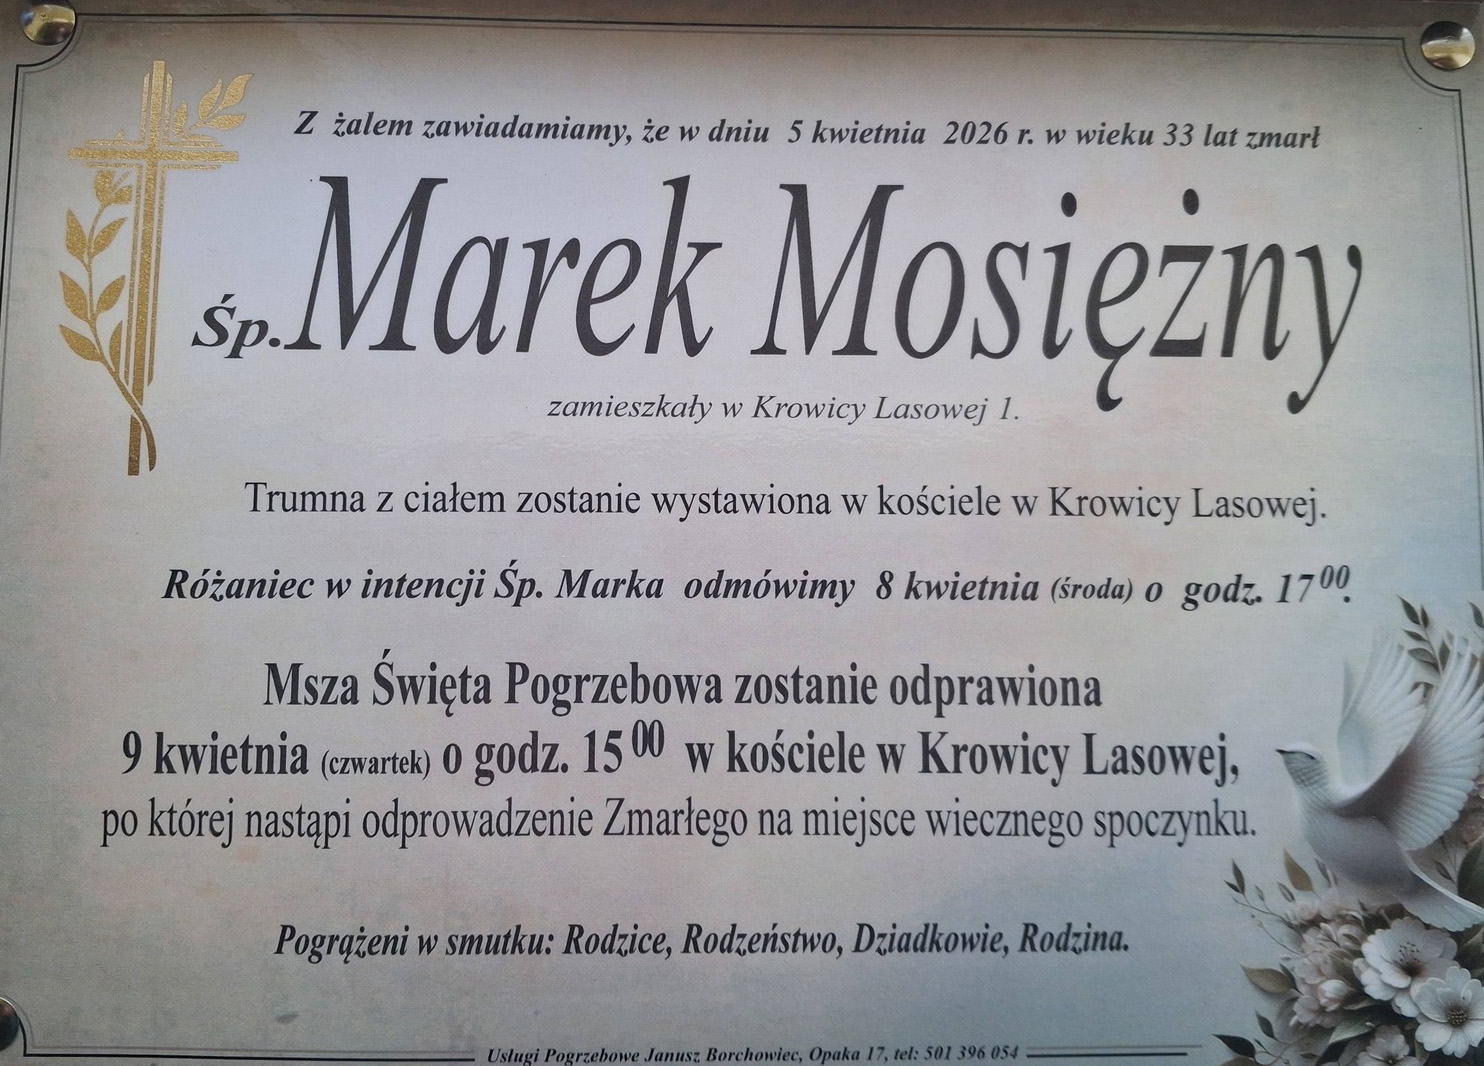 Z żalem zawiadamiamy, że w dniu 5 kwietnia 2026 r. w wieku 33 lat zmarł
Śp. Marek Mosiężny
zamieszkały w Krowicy Lasowej 1.
Trumna z ciałem zostanie wystawiona w kościele w Krowicy Lasowej.
Różaniec w intencji Śp. Marka odmówimy 8 kwietnia (środa) o godz. 17⁰⁰.
Msza Święta Pogrzebowa zostanie odprawiona
9 kwietnia (czwartek) o godz. 15⁰⁰ w kościele w Krowicy Lasowej,
po której nastąpi odprowadzenie Zmarłego na miejsce wiecznego spoczynku.
Pogrążeni w smutku: Rodzice, Rodzeństwo, Dziadkowie, Rodzina.
Usługi Pogrzebowe Janusz Borchowiec, Opaka 17, tel: 501 396 054